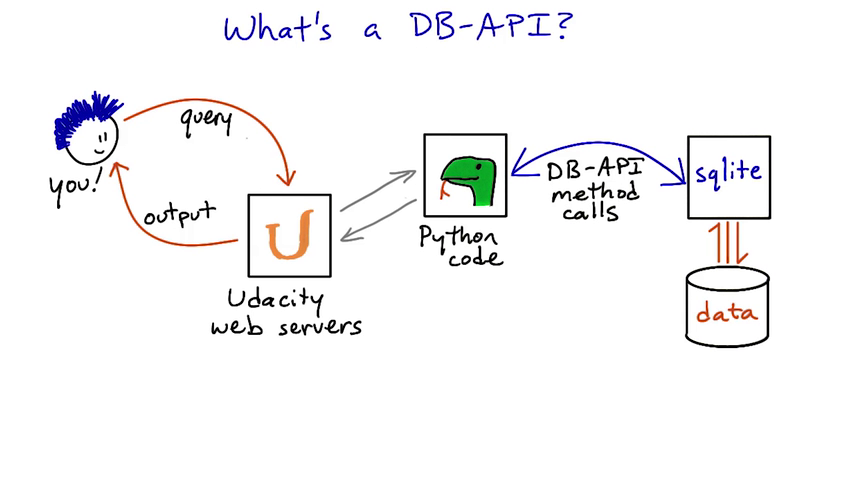 What's a DB-API?
query
you!
output
U
Udacity
web servers
Python
code
DB-API
method
calls
sqlite
data